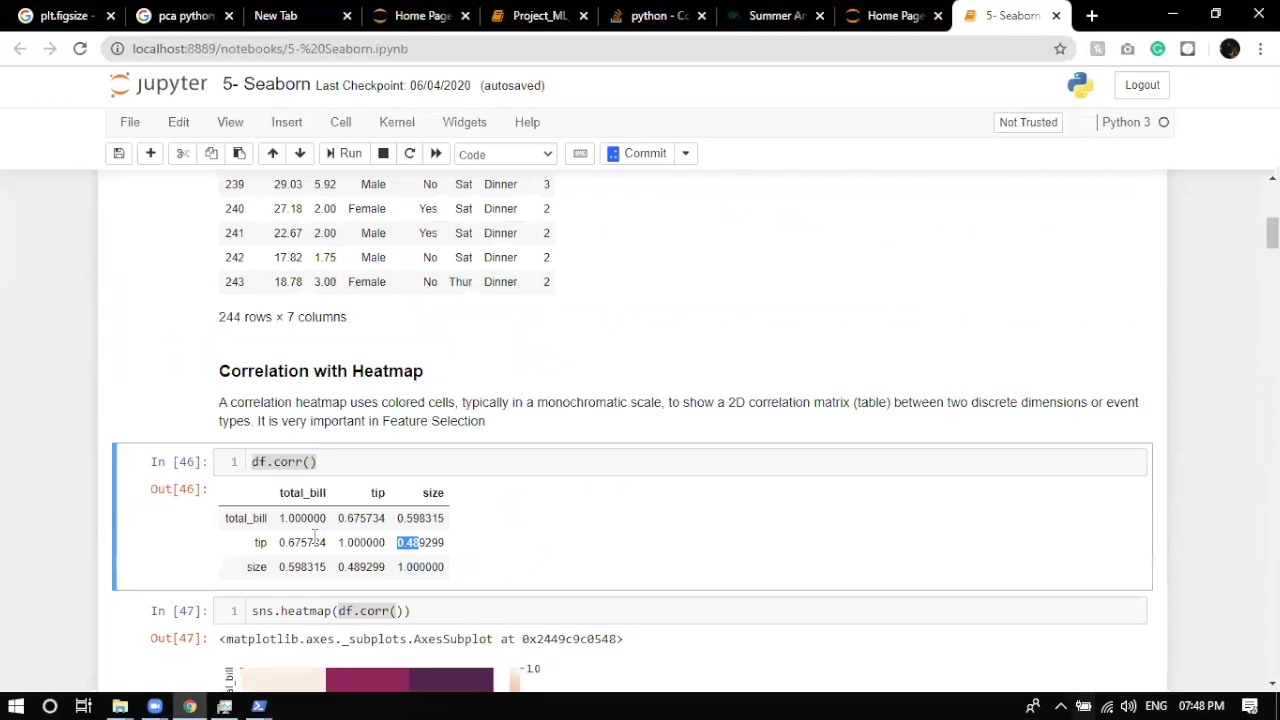 plt.figsize
pca python
New Tab
Home Page
Project_ML
python - Co
Summer Ar
Home Page
5- Seaborn
localhost:8889/notebooks/5-%20Seaborn.ipynb
jupyter 5- Seaborn Last Checkpoint: 06/04/2020 (autosaved) Logout
File Edit View Insert Cell Kernel Widgets Help Not Trusted Python 3
Run Code Commit
239 29.03 5.92 Male No Sat Dinner 3
240 27.18 2.00 Female Yes Sat Dinner 2
241 22.67 2.00 Male Yes Sat Dinner 2
242 17.82 1.75 Male No Sat Dinner 2
243 18.78 3.00 Female No Thur Dinner 2
244 rows × 7 columns
Correlation with Heatmap
A correlation heatmap uses colored cells, typically in a monochromatic scale, to show a 2D correlation matrix (table) between two discrete dimensions or event
types. It is very important in Feature Selection
In [46]: 1 df.corr()
Out[46]: total_bill tip size
total_bill 1.000000 0.675734 0.598315
tip 0.675734 1.000000 0.489299
size 0.598315 0.489299 1.000000
In [47]: 1 sns.heatmap(df.corr())
Out[47]: <matplotlib.axes._subplots.AxesSubplot at 0x2449c9c0548>
1.0
ENG 07:48 PM